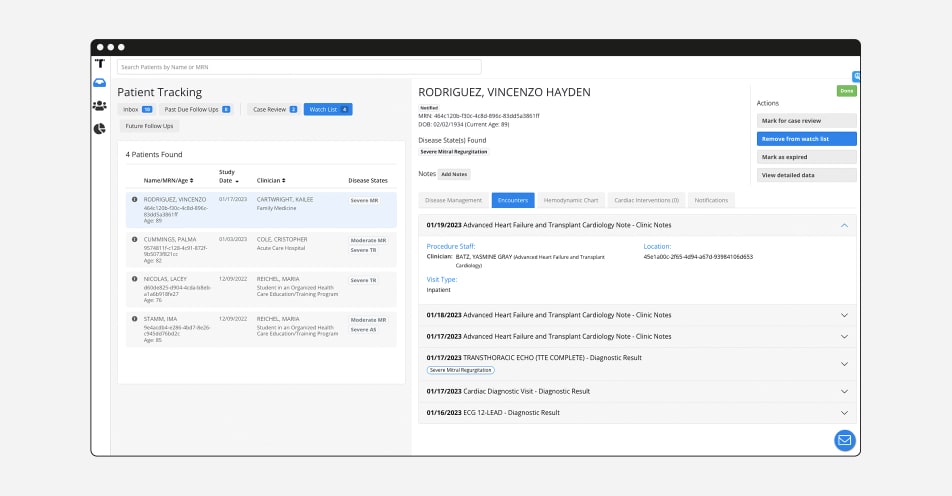 T
Search Patients by Name or MRN
Patient Tracking
Inbox 10
Past Due Follow Ups 8
Case Review 2
Watch List 4
Future Follow Ups
4 Patients Found
Name/MRN/Age
Study Date
Clinician
Disease States
RODRIGUEZ, VINCENZO 01/17/2023 CARTWRIGHT, KAILEE Severe MR
464c120b-f30c-4c8d-896c- Family Medicine
83dd5a3861ff
Age: 89
CUMMINGS, PALMA 01/03/2023 COLE, CRISTOPHER Moderate MR
9574811f-c128-4c91-872f- Acute Care Hospital Severe TR
9b5073f821cc
Age: 82
NICOLAS, LACEY 12/09/2022 REICHEL, MARIA Severe TR
d60de825-d904-4cda-b8eb- Student in an Organized Health
a1a6b918fe27 Care Education/Training Program
Age: 76
STAMM, IMA 12/09/2022 REICHEL, MARIA Moderate MR
9e4acdb4-e286-4bd7-8e26- Student in an Organized Health Severe AS
c945dd76bd2c Care Education/Training Program
Age: 85
RODRIGUEZ, VINCENZO HAYDEN
Notified
MRN: 464c120b-f30c-4c8d-896c-83dd5a3861ff
DOB: 02/02/1934 (Current Age: 89)
Disease State(s) Found
Severe Mitral Regurgitation
Notes Add Notes
Done
Actions
Mark for case review
Remove from watch list
Mark as expired
View detailed data
Disease Management
Encounters
Hemodynamic Chart
Cardiac Interventions (0)
Notifications
01/19/2023 Advanced Heart Failure and Transplant Cardiology Note - Clinic Notes
Procedure Staff: Location:
Clinician: BATZ, YASMINE GRAY (Advanced Heart Failure and Transplant 45e1a00c-2f65-4d94-a67d-93984106d653
Cardiology)
Visit Type:
Inpatient
01/18/2023 Advanced Heart Failure and Transplant Cardiology Note - Clinic Notes
01/17/2023 Advanced Heart Failure and Transplant Cardiology Note - Clinic Notes
01/17/2023 TRANSTHORACIC ECHO (TTE COMPLETE) - Diagnostic Result
Severe Mitral Regurgitation
01/17/2023 Cardiac Diagnostic Visit - Diagnostic Result
01/16/2023 ECG 12-LEAD - Diagnostic Result